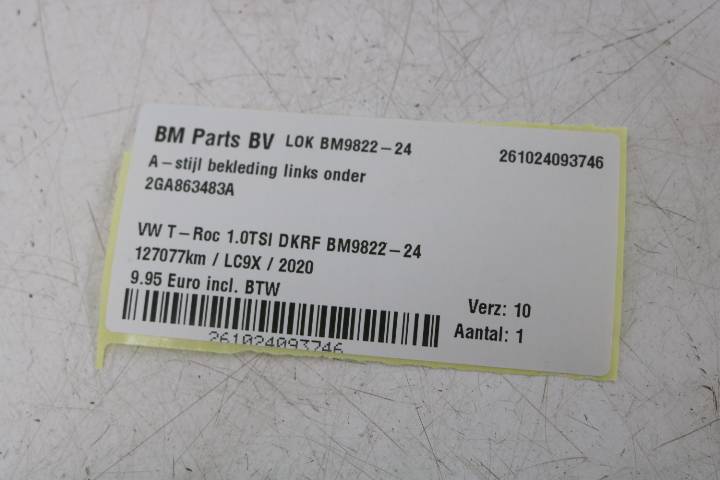 BM Parts BV LOK BM9822-24 261024093746
A-stijl bekleding links onder
2GA863483A
VW T-Roc 1.0TSI DKRF BM9822-24
127077km / LC9X / 2020
9.95 Euro incl. BTW
Verz: 10
Aantal: 1
261024093746